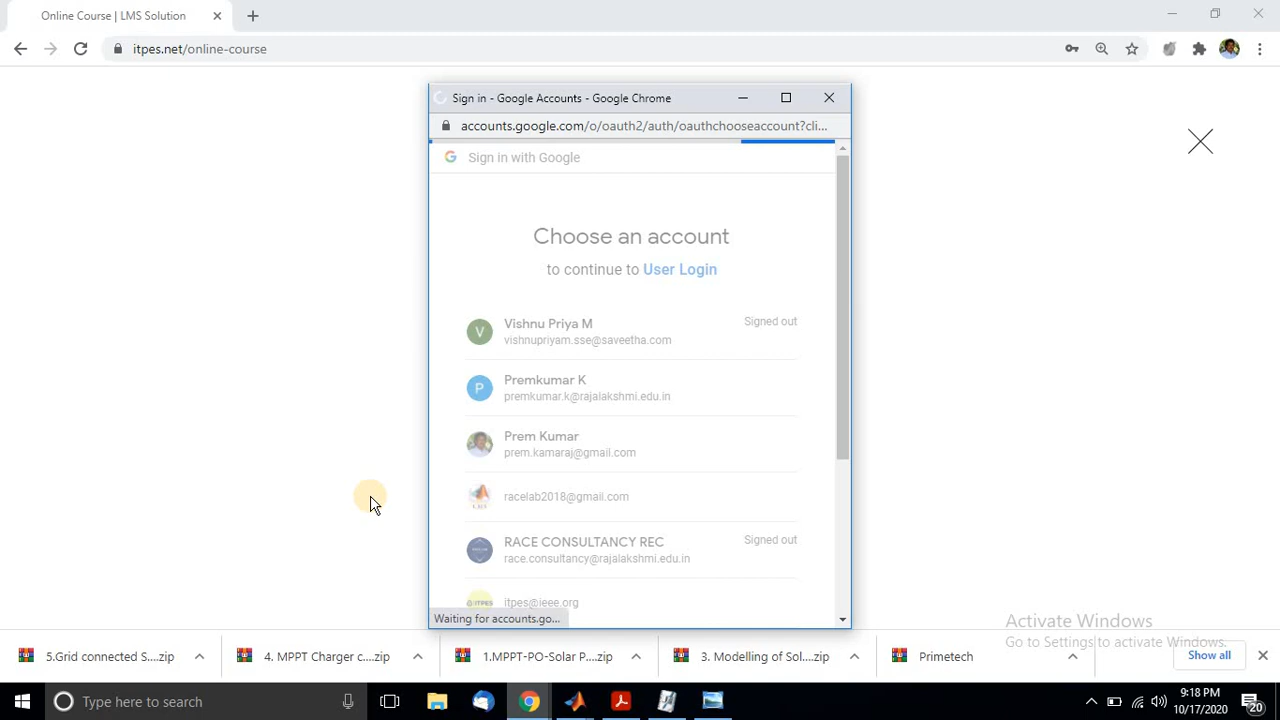 Online Course | LMS Solution
itpes.net/online-course
Sign in - Google Accounts - Google Chrome
accounts.google.com/o/oauth2/auth/oauthchooseaccount?cli...
Sign in with Google
Choose an account
to continue to User Login
V
Vishnu Priya M
Signed out
vishnupriyam.sse@saveetha.com
P
Premkumar K
premkumar.k@rajalakshmi.edu.in
Prem Kumar
prem.kamaraj@gmail.com
racelab2018@gmail.com
RACE CONSULTANCY REC
Signed out
race.consultancy@rajalakshmi.edu.in
itpes@ieee.org
Waiting for accounts.go...
Activate Windows
Go to Settings to activate Windows.
5.Grid connected S....zip
4. MPPT Charger c....zip
1.MPPT-PO-Solar P....zip
3. Modelling of Sol....zip
Primetech
Show all
Type here to search
9:18 PM
10/17/2020
20